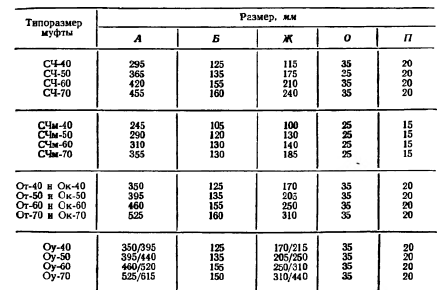 Типоразмер муфты Размер, мм
А Б Ж О П
СЧ-40 295 125 115 35 20
СЧ-50 365 135 175 25 20
СЧ-60 420 155 210 35 20
СЧ-70 455 160 240 35 20
СЧм-40 245 105 100 25 15
СЧм-50 290 120 130 25 15
СЧм-60 310 130 140 25 15
СЧм-70 355 130 185 25 15
От-40 и Ок-40 350 125 170 35 20
От-50 и Ок-50 395 135 205 35 20
От-60 и Ок-60 460 155 250 35 20
От-70 и Ок-70 525 160 310 35 20
Оу-40 350/395 125 170/215 35 20
Оу-50 395/440 135 205/250 35 20
Оу-60 460/520 155 250/310 35 20
Оу-70 525/615 150 310/440 35 20